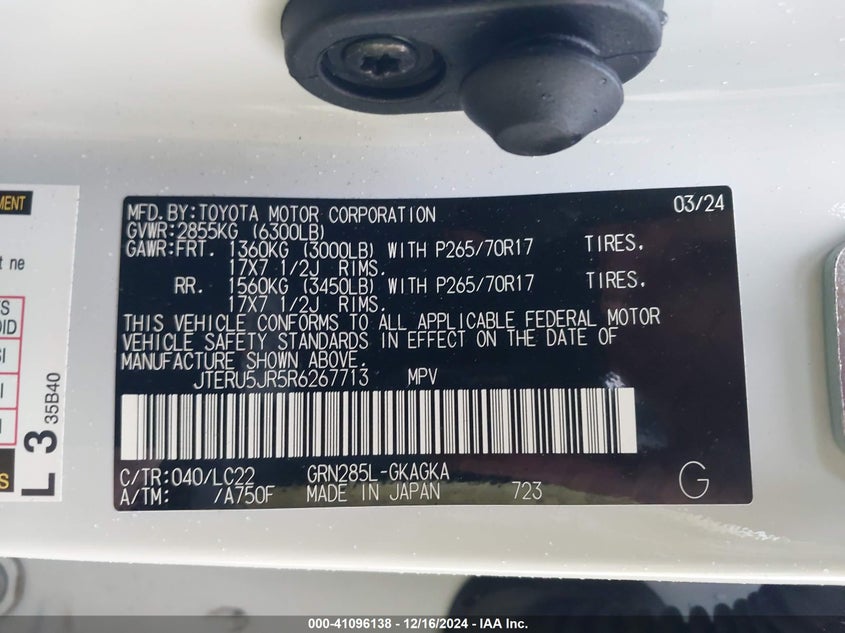 MFD.BY:TOYOTA MOTOR CORPORATION 03/24
GVWR:2855KG (6300LB)
GAWR:FRT. 1360KG (3000LB) WITH P265/70R17 TIRES.
17X7 1/2J RIMS.
RR. 1560KG (3450LB) WITH P265/70R17 TIRES.
17X7 1/2J RIMS.
THIS VEHICLE CONFORMS TO ALL APPLICABLE FEDERAL MOTOR
VEHICLE SAFETY STANDARDS IN EFFECT ON THE DATE OF
MANUFACTURE SHOWN ABOVE.
JTERU5JR5R6267713 MPV
C/TR:040/LC22 GRN285L-GKAGKA
A/TM: /A750F MADE IN JAPAN 723 G
L 3
35B40
000-41096138 - 12/16/2024 - IAA Inc.